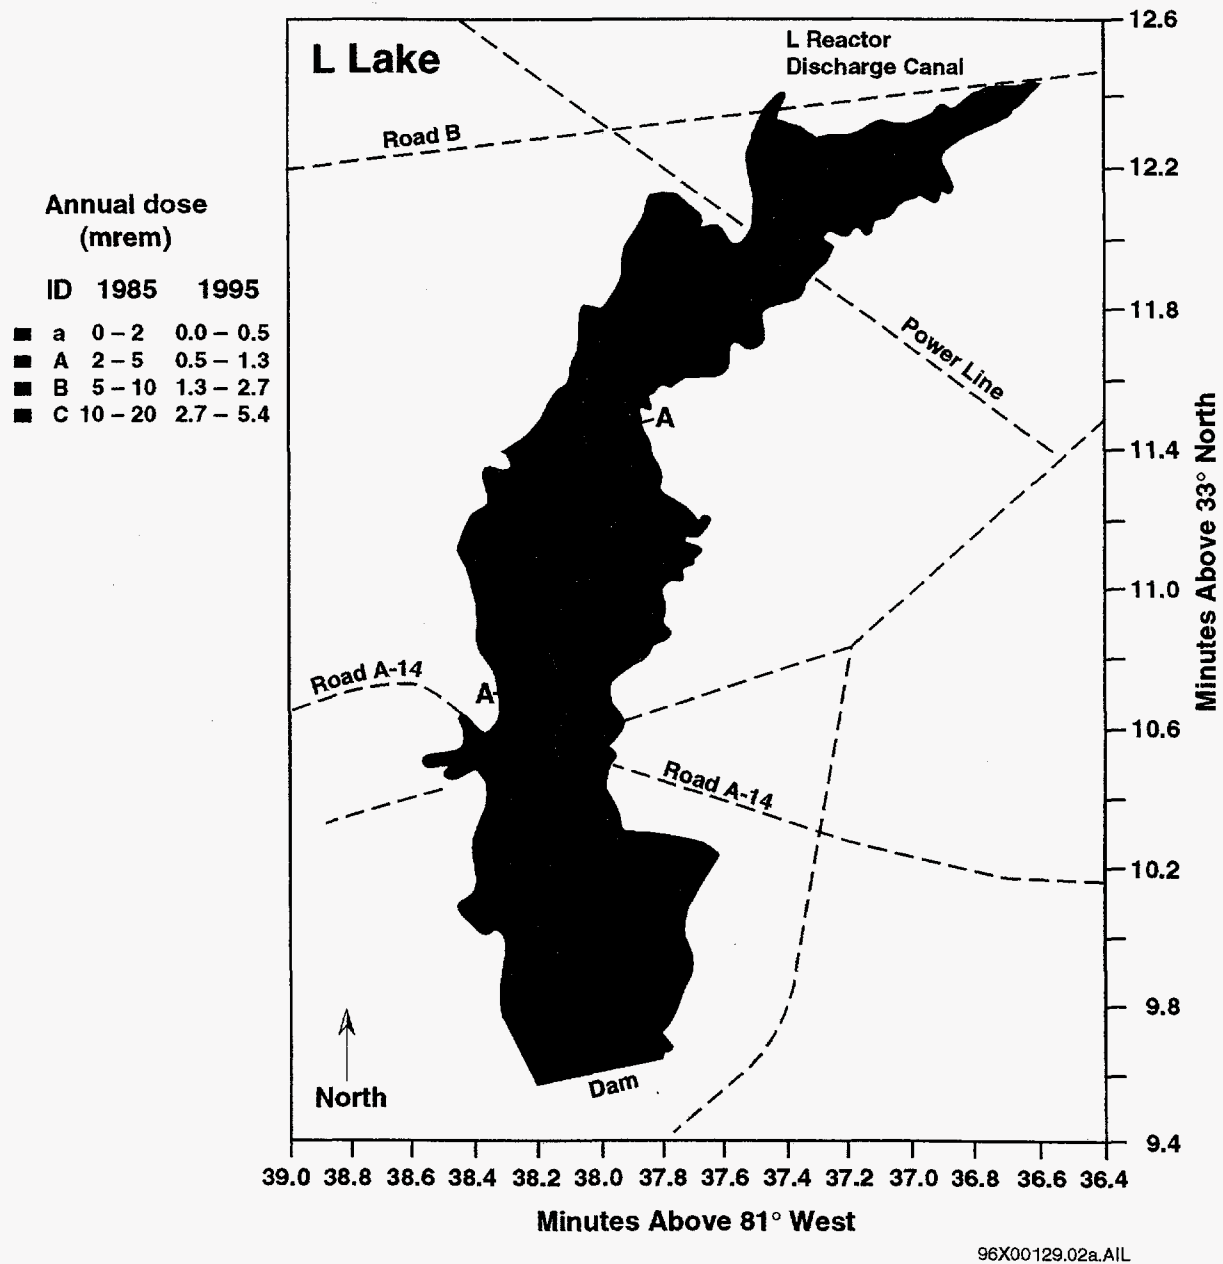 L Lake
L Reactor
Discharge Canal
Road B
Annual dose
(mrem)
ID 1985 1995
a 0 – 2 0.0 – 0.5
A 2 – 5 0.5 – 1.3
B 5 – 10 1.3 – 2.7
C 10 – 20 2.7 – 5.4
Power Line
A
Road A-14
A
Road A-14
Dam
North
12.6
12.2
11.8
11.4
11.0
10.6
10.2
9.8
9.4
Minutes Above 33° North
39.0 38.8 38.6 38.4 38.2 38.0 37.8 37.6 37.4 37.2 37.0 36.8 36.6 36.4
Minutes Above 81° West
96X00129.02a.AIL